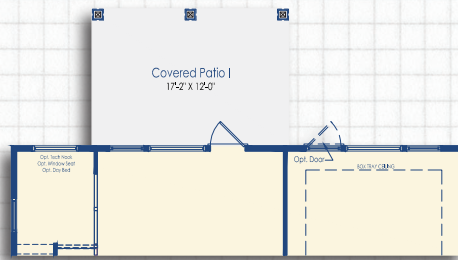 Covered Patio |
17'-2" X 12'-0"
Opt. Tech Nook
Opt. Window Seat
Opt. Day Bed
Opt. Door
BOX TRAY CEILING